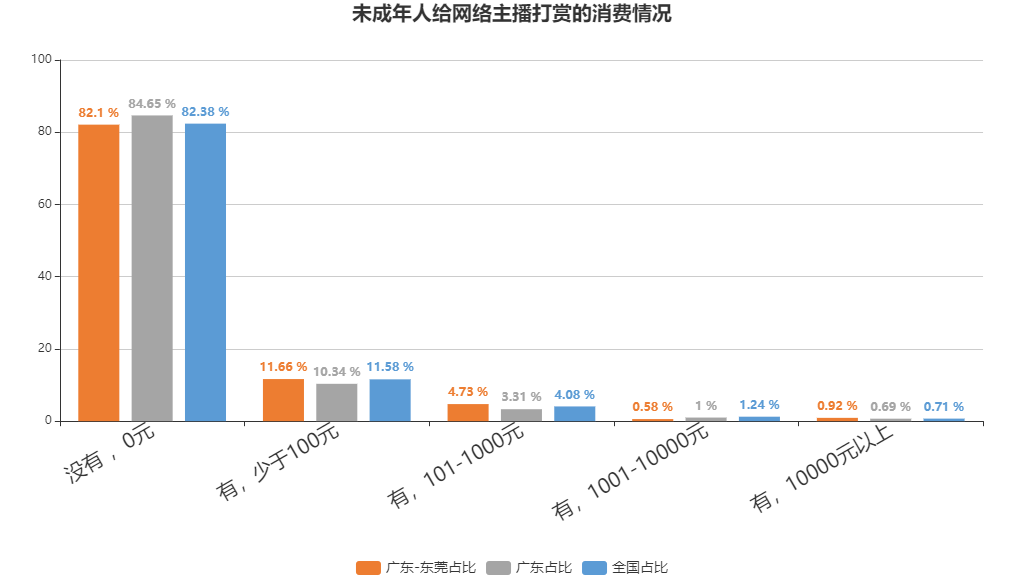 未成年人给网络主播打赏的消费情况
100
80
60
40
20
0
82.1 %
84.65 %
82.38 %
11.66 %
10.34 %
11.58 %
4.73 %
3.31 %
4.08 %
0.58 %
1 %
1.24 %
0.92 %
0.69 %
0.71 %
没有，0元
有，少于100元
有，101-1000元
有，1001-10000元
有，10000元以上
广东-东莞占比
广东占比
全国占比